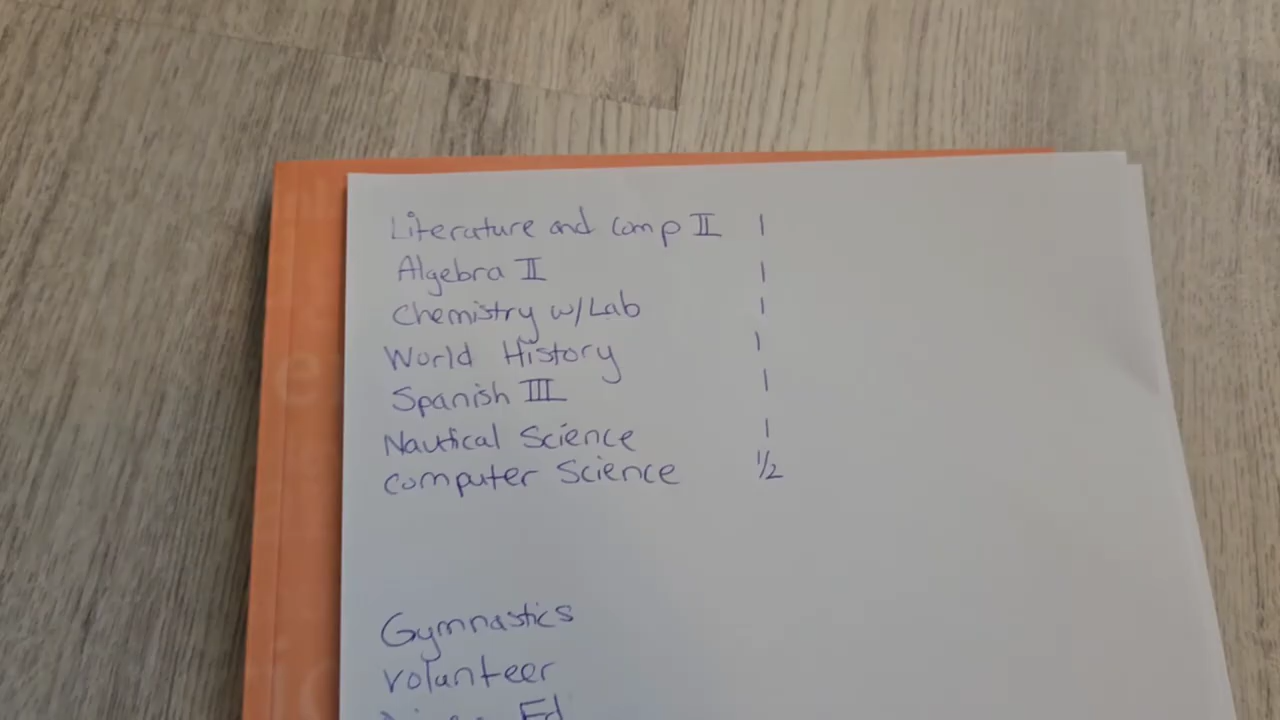 Literature and Comp II 1
Algebra II 1
Chemistry w/Lab 1
World History 1
Spanish III 1
Nautical Science 1
Computer Science 1/2
Gymnastics
Volunteer
Ed